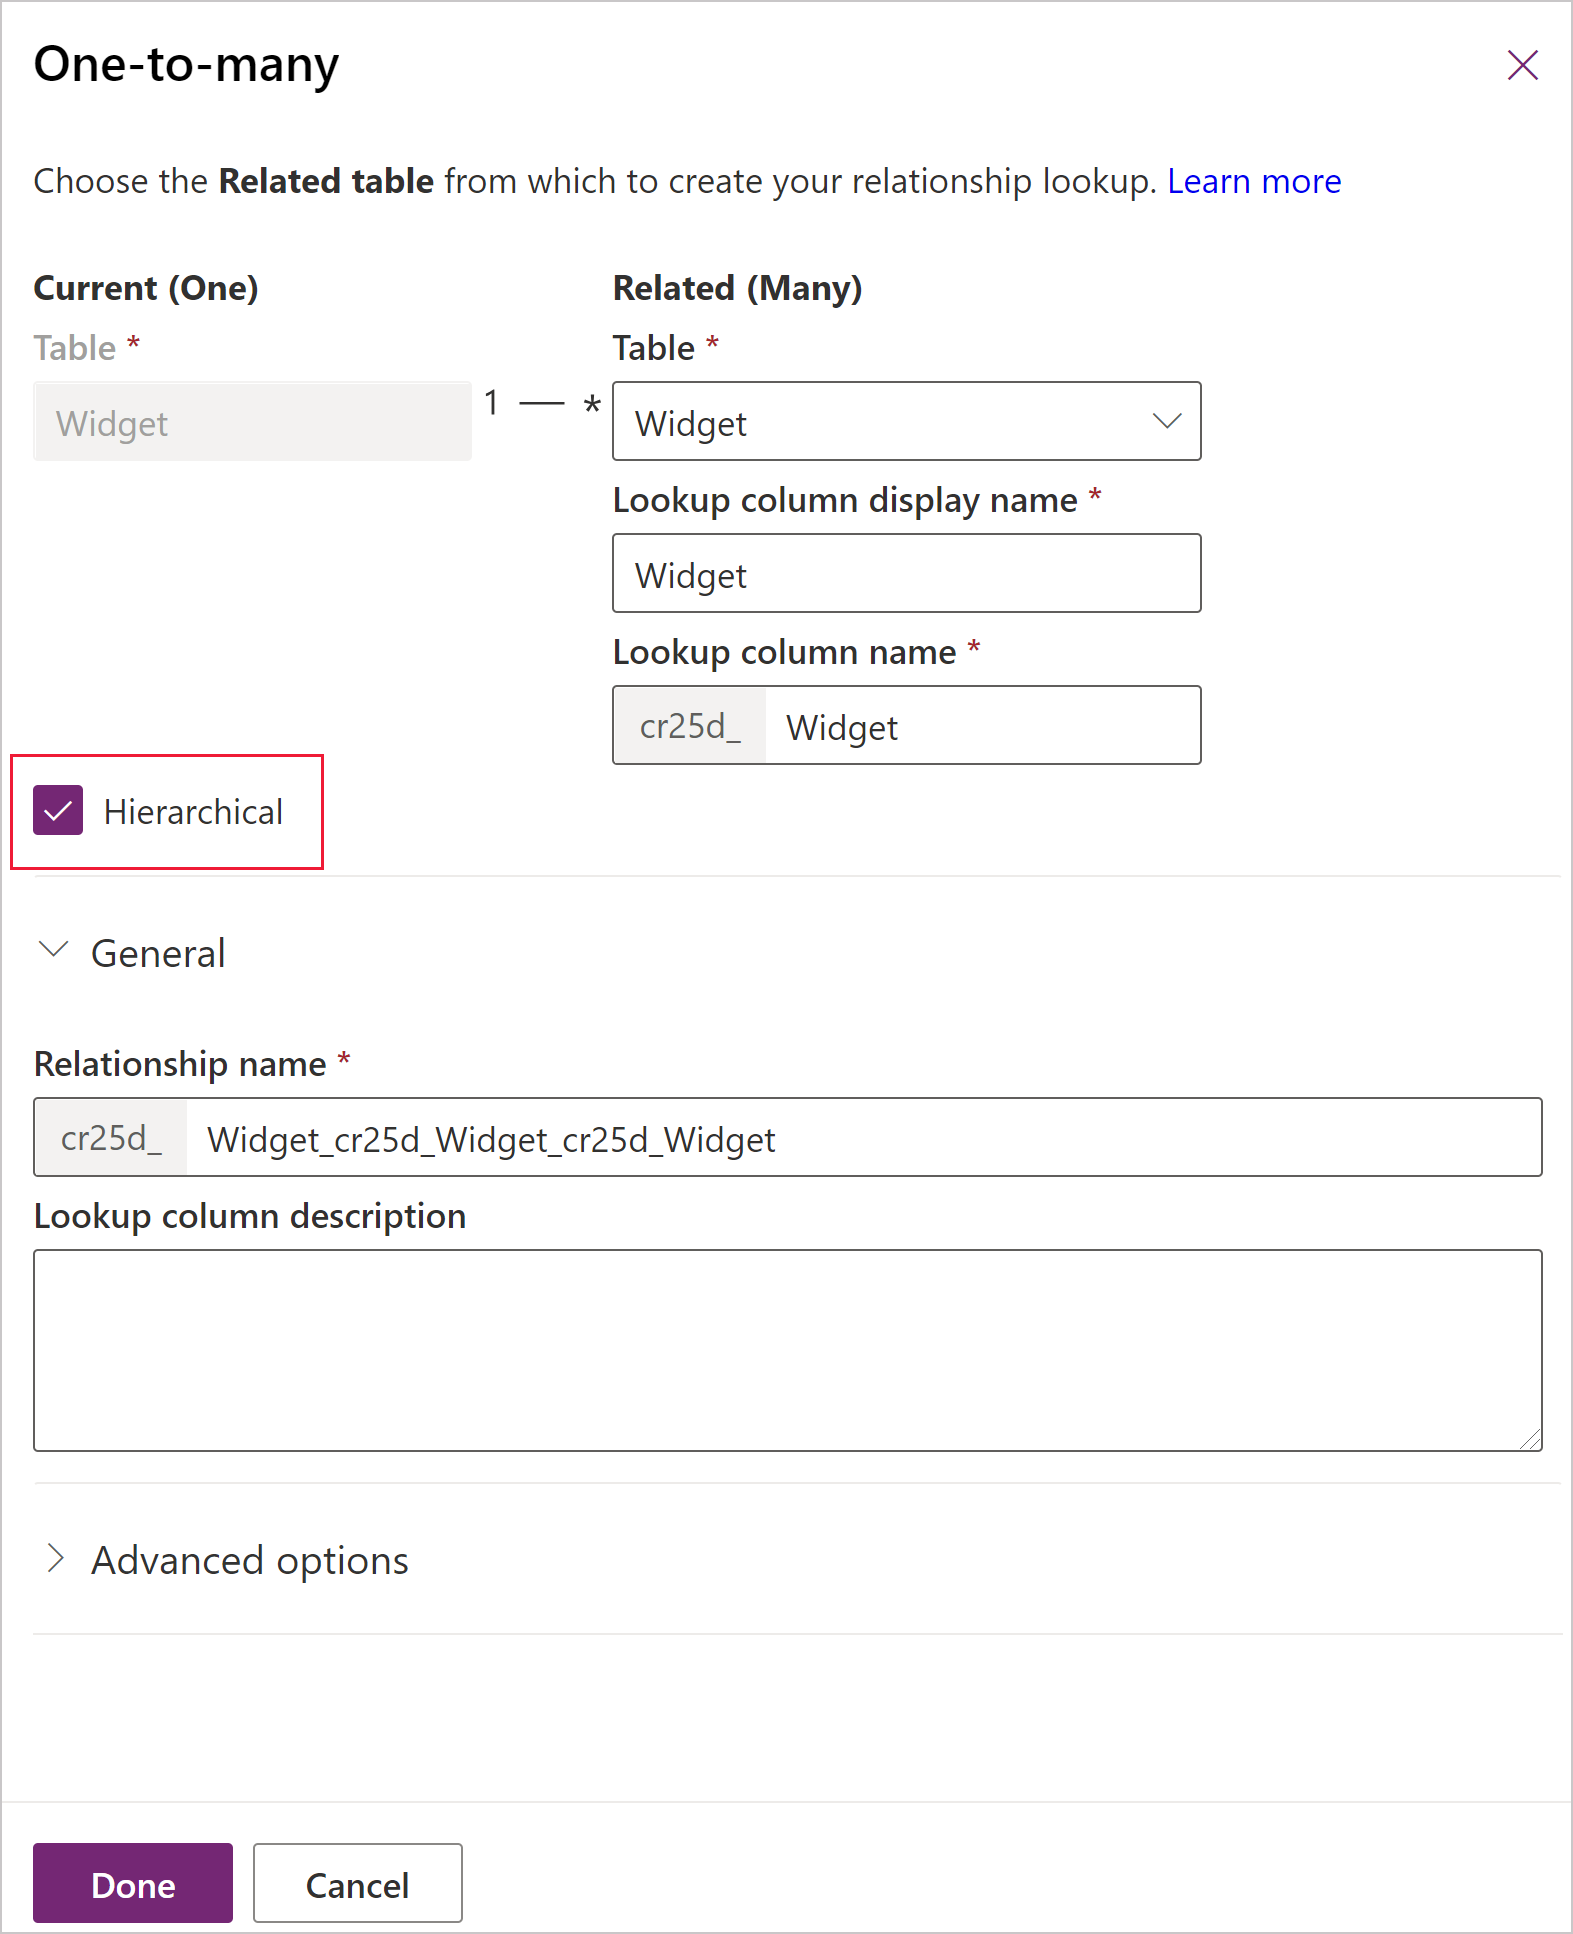 One-to-many
Choose the Related table from which to create your relationship lookup. Learn more
Current (One)
Related (Many)
Table *
Table *
Widget
1 — *
Widget
Lookup column display name *
Widget
Lookup column name *
cr25d_ Widget
Hierarchical
General
Relationship name *
cr25d_ Widget_cr25d_Widget_cr25d_Widget
Lookup column description
Advanced options
Done
Cancel